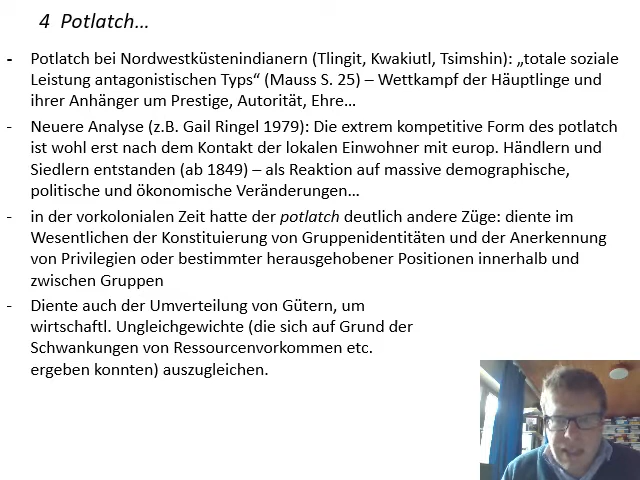 4 Potlatch…
- Potlatch bei Nordwestküstenindianern (Tlingit, Kwakiutl, Tsimshin): „totale soziale
Leistung antagonistischen Typs“ (Mauss S. 25) – Wettkampf der Häuptlinge und
ihrer Anhänger um Prestige, Autorität, Ehre…
- Neuere Analyse (z.B. Gail Ringel 1979): Die extrem kompetitive Form des potlatch
ist wohl erst nach dem Kontakt der lokalen Einwohner mit europ. Händlern und
Siedlern entstanden (ab 1849) – als Reaktion auf massive demographische,
politische und ökonomische Veränderungen…
- in der vorkolonialen Zeit hatte der potlatch deutlich andere Züge: diente im
Wesentlichen der Konstituierung von Gruppenidentitäten und der Anerkennung
von Privilegien oder bestimmter herausgehobener Positionen innerhalb und
zwischen Gruppen
- Diente auch der Umverteilung von Gütern, um
wirtschaftl. Ungleichgewichte (die sich auf Grund der
Schwankungen von Ressourcenvorkommen etc.
ergeben konnten) auszugleichen.